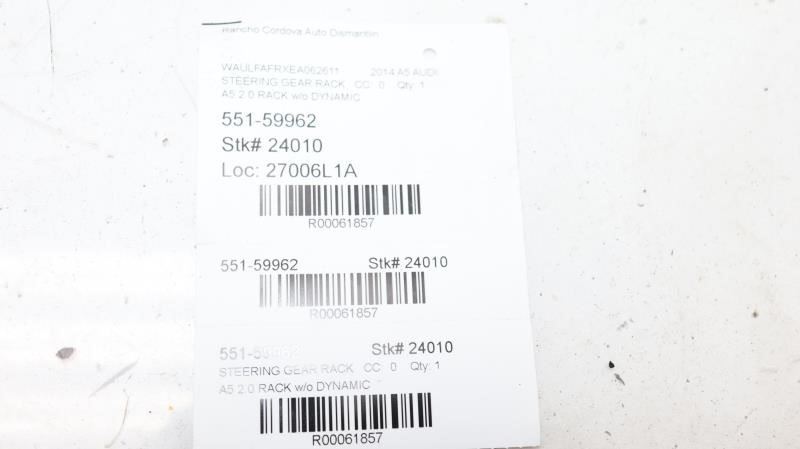 Rancho Cordova Auto Dismantlin
WAULFAFRXEA062611 2014 A5 AUDI
STEERING GEAR RACK CC: 0 Qty: 1
A5 2.0 RACK w/o DYNAMIC
551-59962
Stk# 24010
Loc: 27006L1A
R00061857
551-59962 Stk# 24010
R00061857
551-59962 Stk# 24010
STEERING GEAR RACK CC: 0 Qty: 1
A5 2.0 RACK w/o DYNAMIC
R00061857